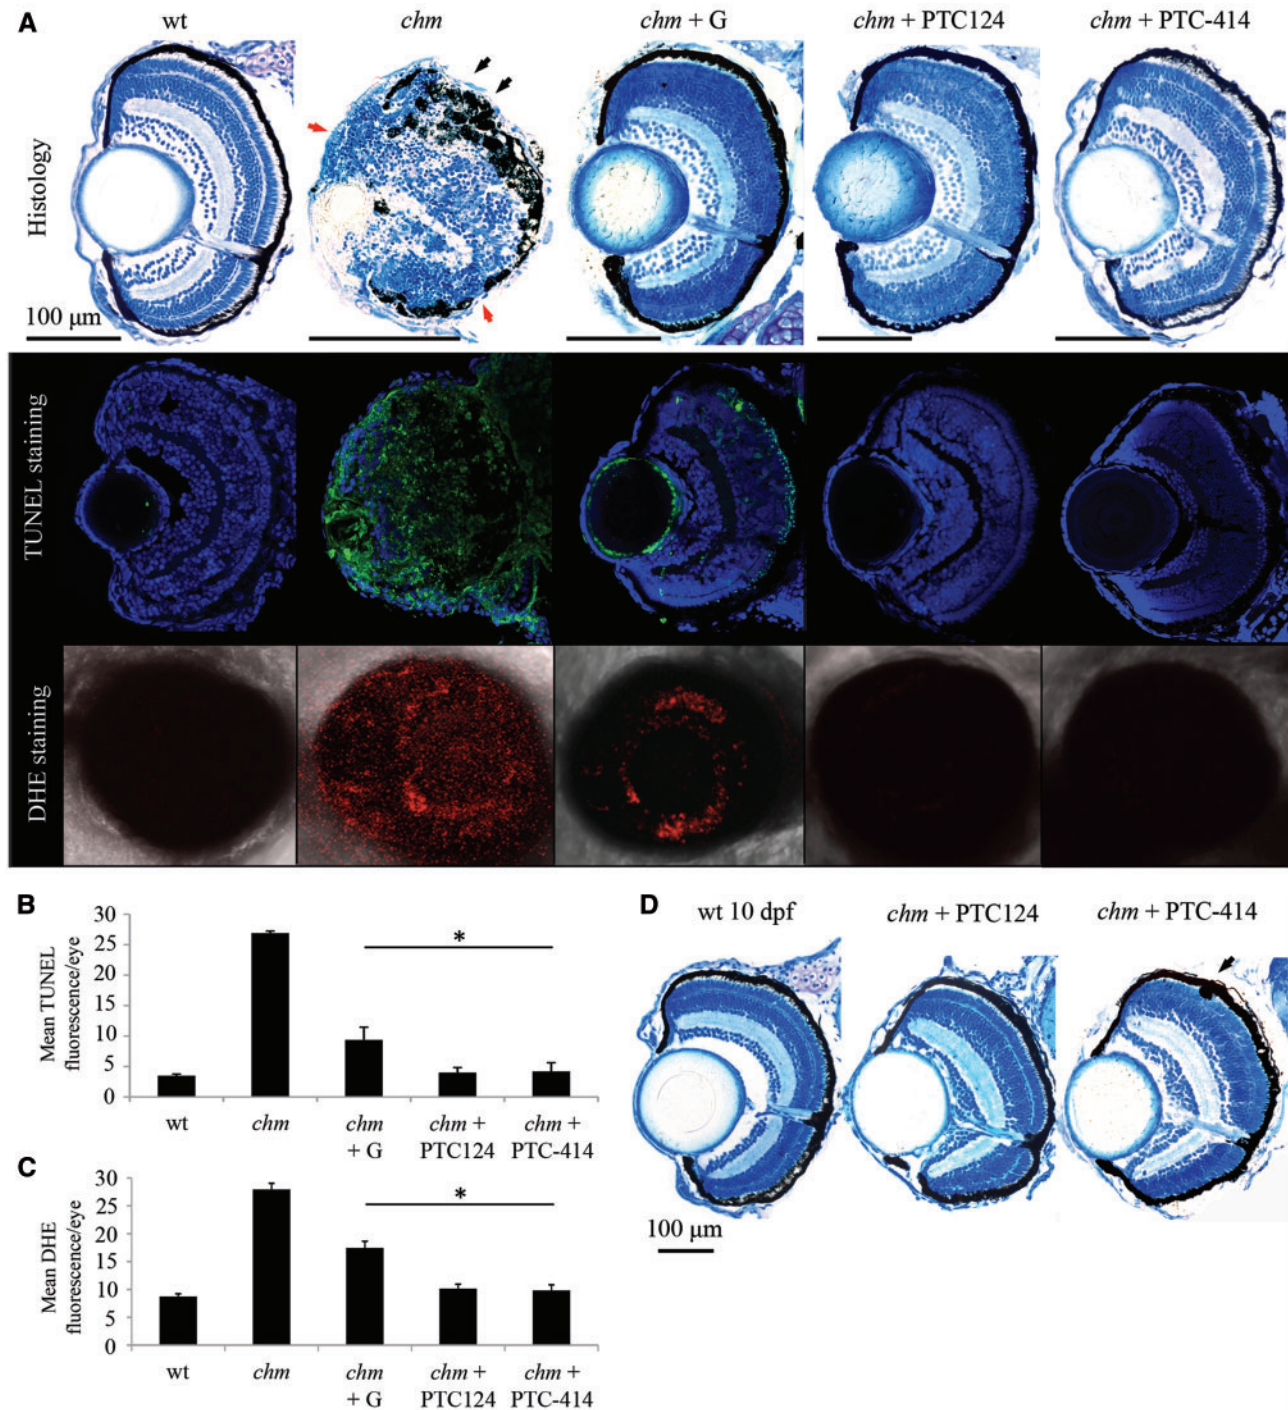 A
wt
chm
chm + G
chm + PTC124
chm + PTC-414
Histology
100 μm
TUNEL staining
DHE staining
B
Mean TUNEL
fluorescence/eye
30
25
20
15
10
5
0
*
wt
chm
chm
+ G
chm +
PTC124
chm +
PTC-414
C
Mean DHE
fluorescence/eye
30
25
20
15
10
5
0
*
wt
chm
chm
+ G
chm +
PTC124
chm +
PTC-414
D
wt 10 dpf
chm + PTC124
chm + PTC-414
100 μm